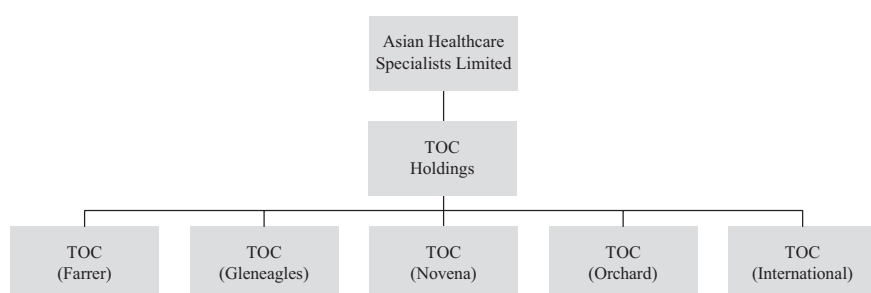 Asian Healthcare
Specialists Limited
TOC
Holdings
TOC
(Farrer)
TOC
(Gleneagles)
TOC
(Novena)
TOC
(Orchard)
TOC
(International)